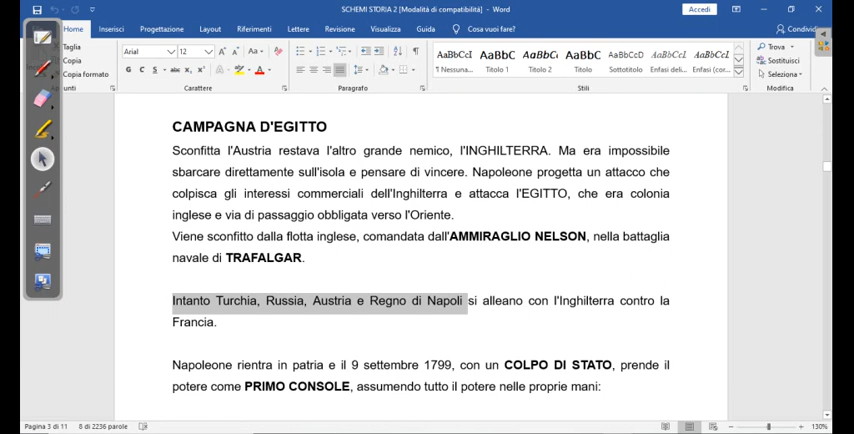 SCHEMI STORIA 2 [Modalità di compatibilità] - Word
Accedi
Home Inserisci Progettazione Layout Riferimenti Lettere Revisione Visualizza Guida Cosa vuoi fare? Condividi
Taglia
Copia
Copia formato
Arial 12
G C S abc x₂ x²
AaBbCcI AaBbC AaBbCc AaBbC AaBbCcD AaBbCcI AaBbCcL
¶ Nessuna... Titolo 1 Titolo 2 Titolo Sottotitolo Enfasi deli... Enfasi (cor...
Trova
Sostituisci
Seleziona
unti Carattere Paragrafo Stili Modifica
CAMPAGNA D'EGITTO
Sconfitta l'Austria restava l'altro grande nemico, l'INGHILTERRA. Ma era impossibile
sbarcare direttamente sull'isola e pensare di vincere. Napoleone progetta un attacco che
colpisca gli interessi commerciali dell'Inghilterra e attacca l'EGITTO, che era colonia
inglese e via di passaggio obbligata verso l'Oriente.
Viene sconfitto dalla flotta inglese, comandata dall'AMMIRAGLIO NELSON, nella battaglia
navale di TRAFALGAR.
Intanto Turchia, Russia, Austria e Regno di Napoli si alleano con l'Inghilterra contro la
Francia.
Napoleone rientra in patria e il 9 settembre 1799, con un COLPO DI STATO, prende il
potere come PRIMO CONSOLE, assumendo tutto il potere nelle proprie mani:
Pagina 3 di 11 8 di 2236 parole 130%